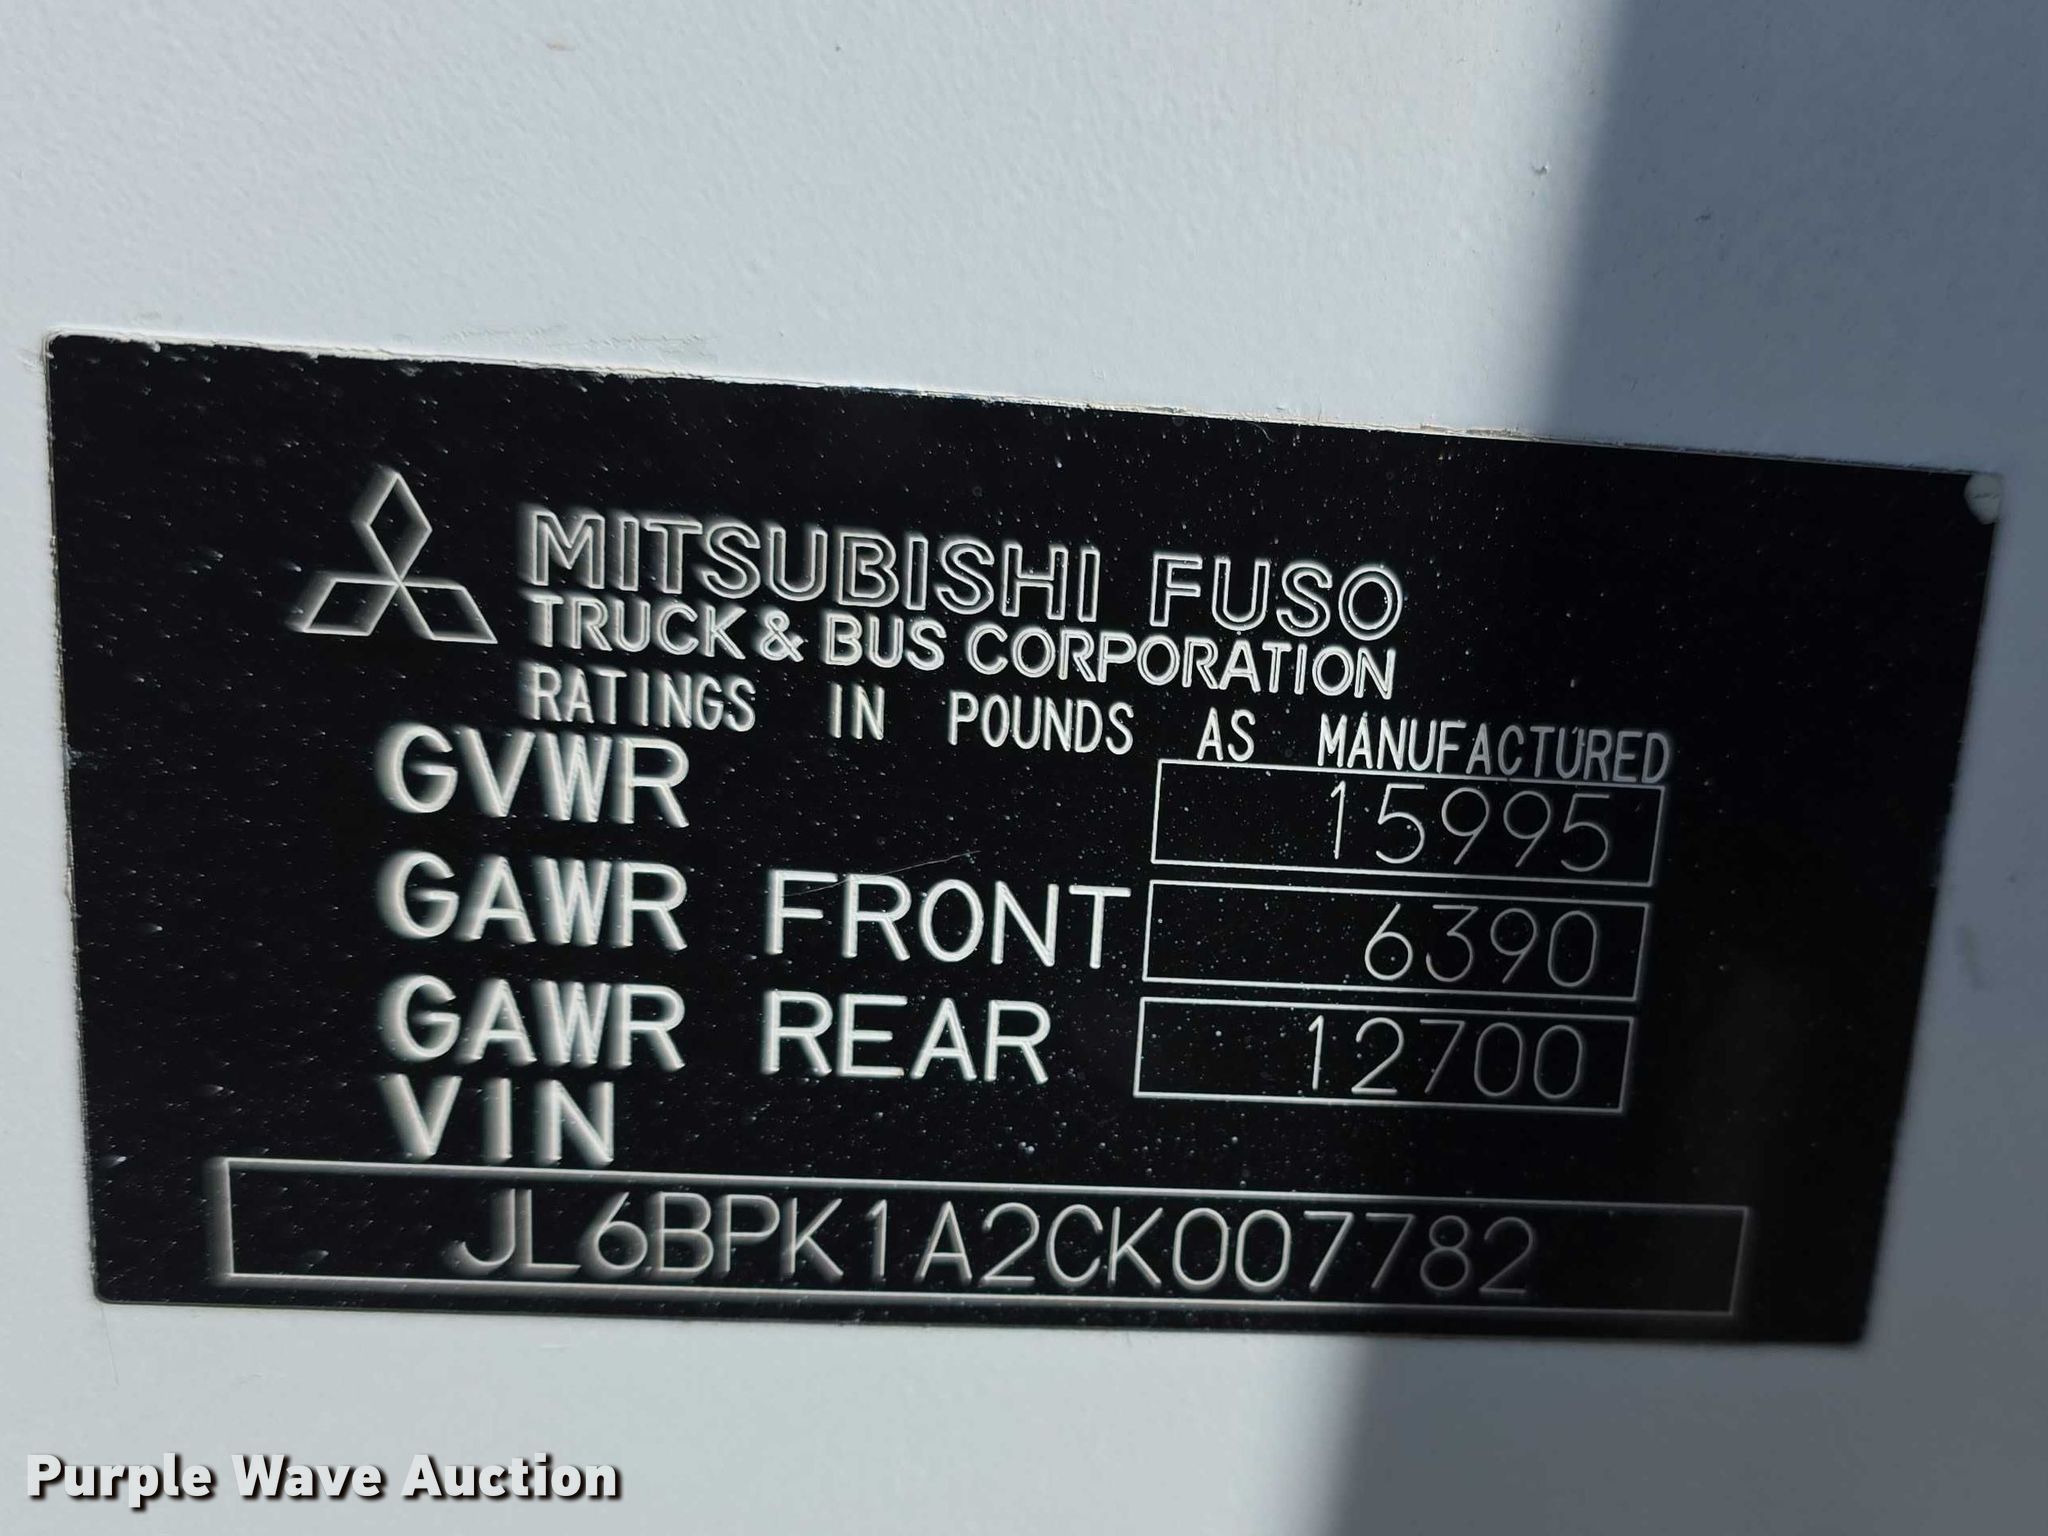 MITSUBISHI FUSO
TRUCK & BUS CORPORATION
RATINGS IN POUNDS AS MANUFACTURED
GVWR 15995
GAWR FRONT 6390
GAWR REAR 12700
VIN
JL6BPK1A2CK007782
Purple Wave Auction